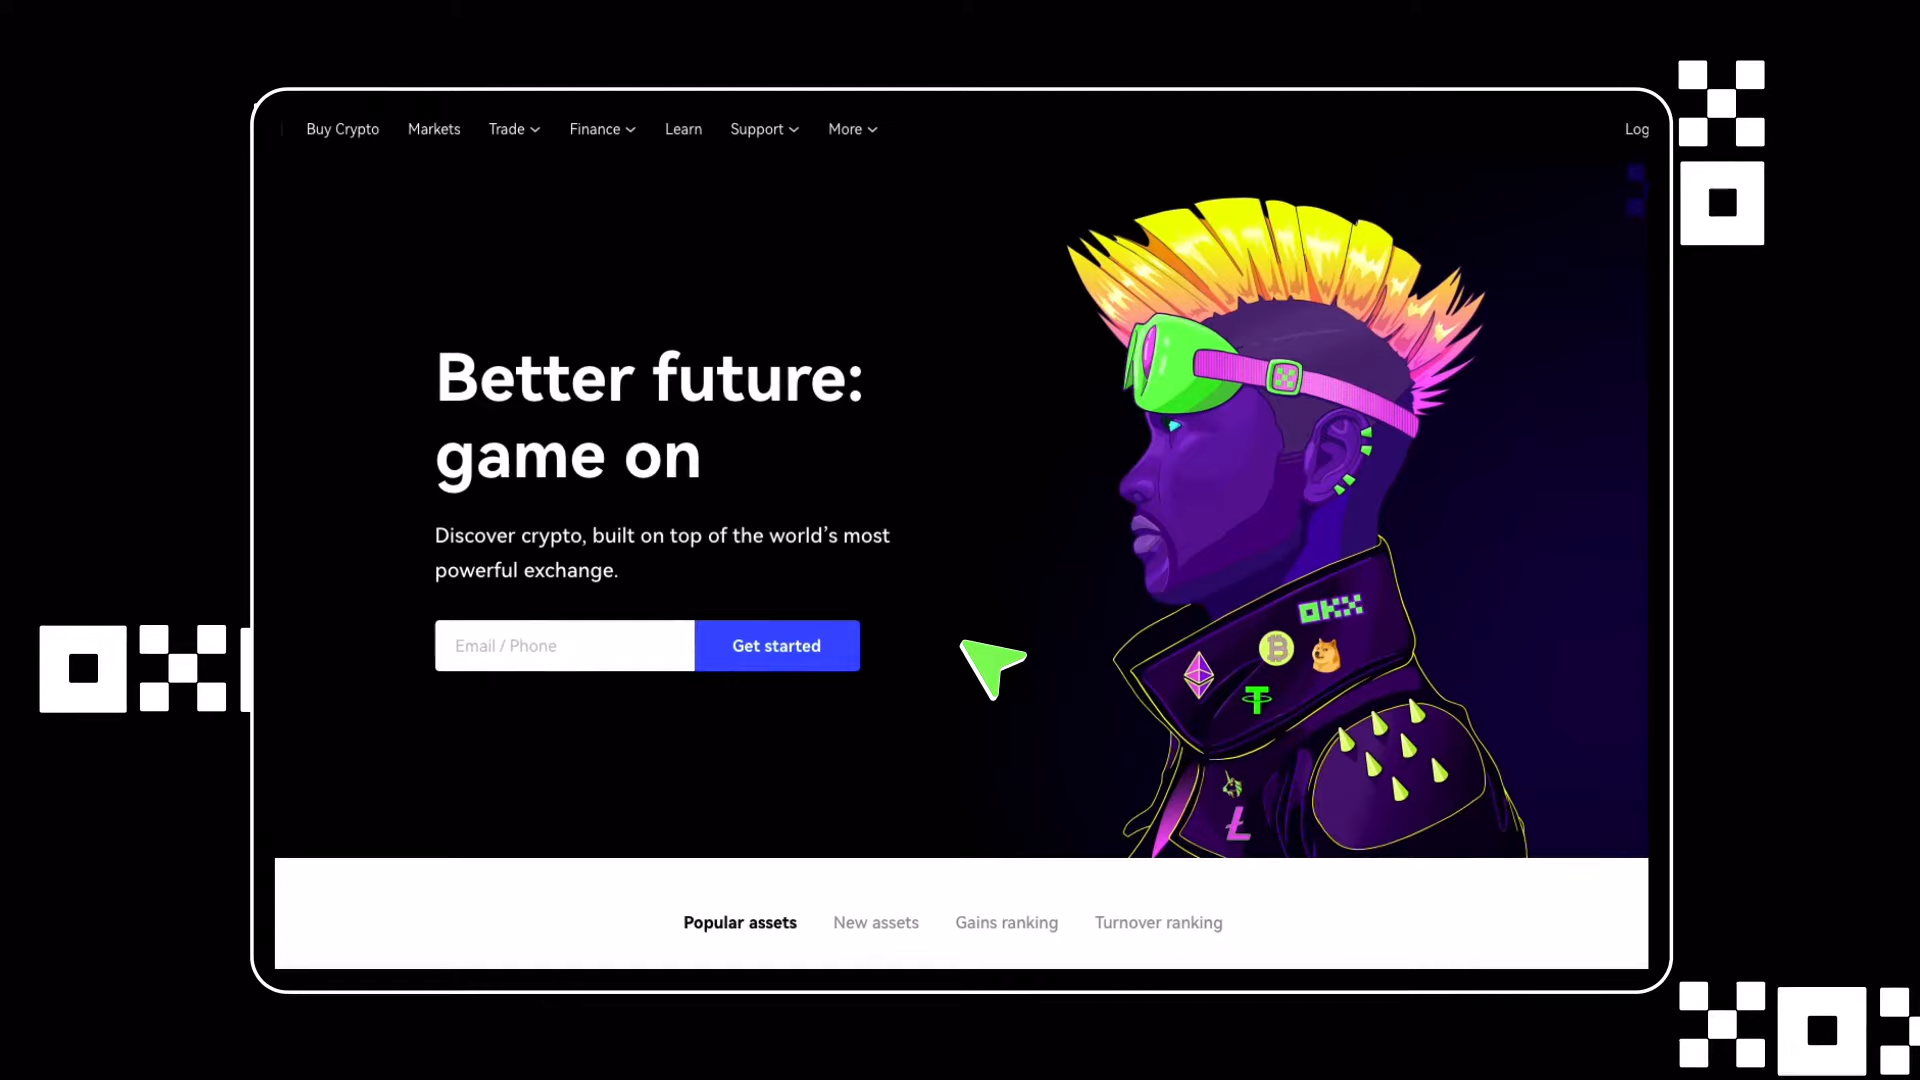 Buy Crypto
Markets
Trade
Finance
Learn
Support
More
Log
Better future:
game on
Discover crypto, built on top of the world’s most
powerful exchange.
Email / Phone
Get started
OKX
Popular assets
New assets
Gains ranking
Turnover ranking